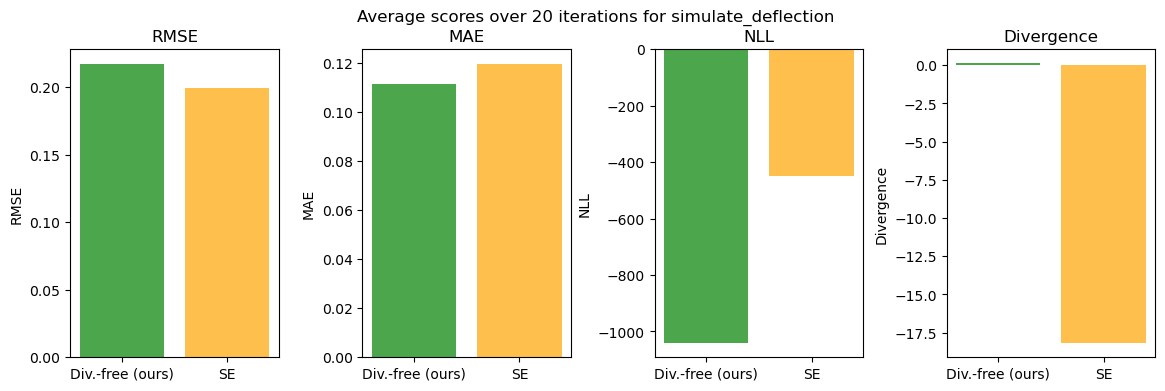 Average scores over 20 iterations for simulate_deflection
RMSE
RMSE
0.20
0.15
0.10
0.05
0.00
Div.-free (ours)
SE
MAE
MAE
0.12
0.10
0.08
0.06
0.04
0.02
0.00
Div.-free (ours)
SE
NLL
NLL
0
−200
−400
−600
−800
−1000
Div.-free (ours)
SE
Divergence
Divergence
0.0
−2.5
−5.0
−7.5
−10.0
−12.5
−15.0
−17.5
Div.-free (ours)
SE